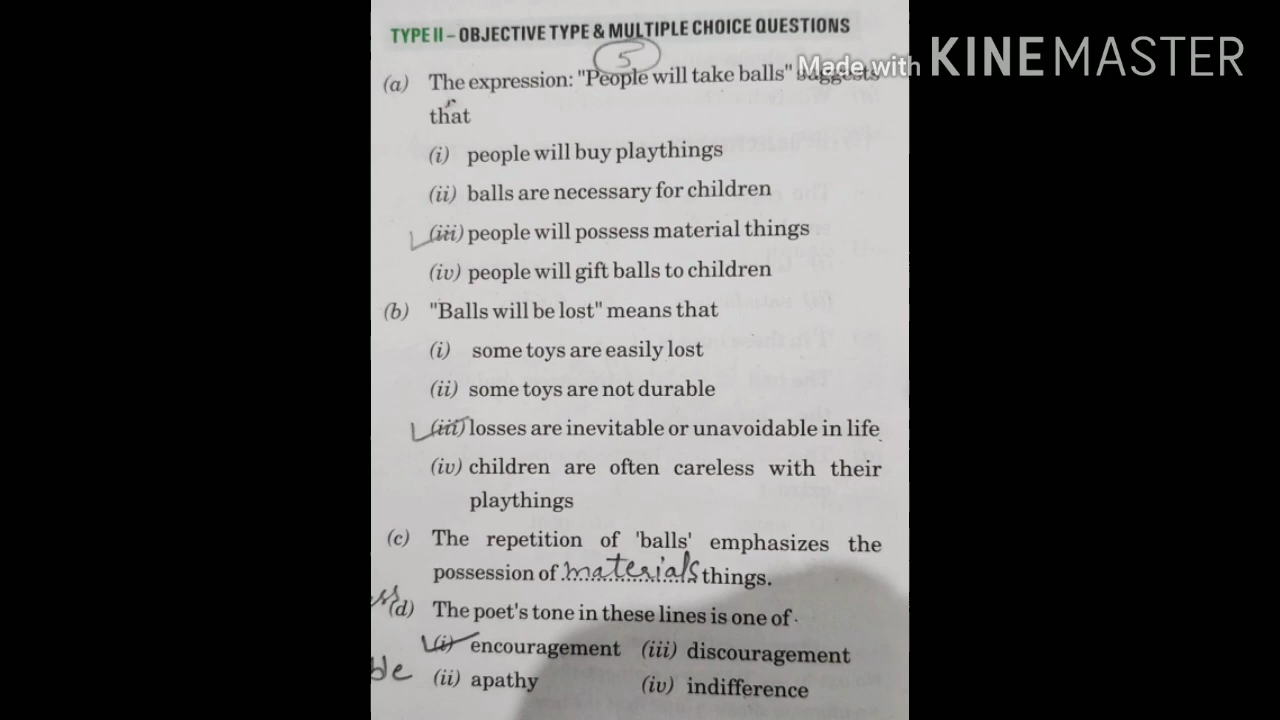 TYPE II – OBJECTIVE TYPE & MULTIPLE CHOICE QUESTIONS
5
Made with KINEMASTER
(a) The expression: "People will take balls" suggests
that
(i) people will buy playthings
(ii) balls are necessary for children
(iii) people will possess material things
(iv) people will gift balls to children
(b) "Balls will be lost" means that
(i) some toys are easily lost
(ii) some toys are not durable
(iii) losses are inevitable or unavoidable in life
(iv) children are often careless with their
playthings
(c) The repetition of 'balls' emphasizes the
possession of materials things.
(d) The poet's tone in these lines is one of
(i) encouragement (iii) discouragement
(ii) apathy (iv) indifference